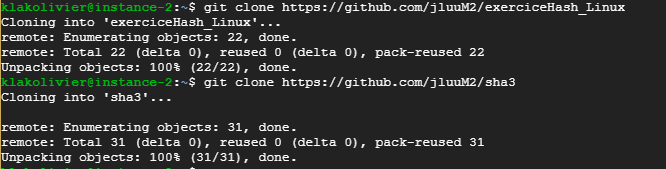 klakolivier@instance-2:~$ git clone https://github.com/jluuM2/exerciceHash_Linux
Cloning into 'exerciceHash_Linux'...
remote: Enumerating objects: 22, done.
remote: Total 22 (delta 0), reused 0 (delta 0), pack-reused 22
Unpacking objects: 100% (22/22), done.
klakolivier@instance-2:~$ git clone https://github.com/jluuM2/sha3
Cloning into 'sha3'...
remote: Enumerating objects: 31, done.
remote: Total 31 (delta 0), reused 0 (delta 0), pack-reused 31
Unpacking objects: 100% (31/31), done.